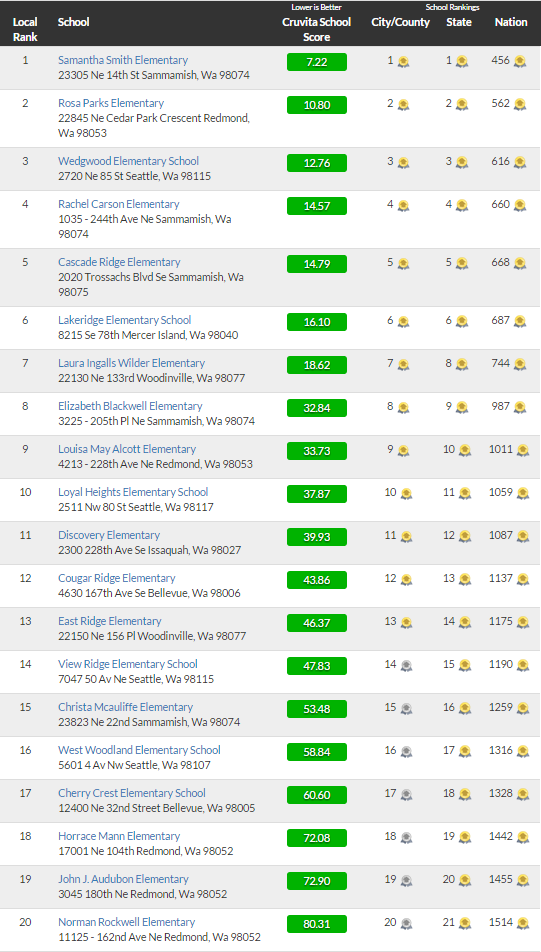 Lower is Better School Rankings
Local School Cruvita School City/County State Nation
Rank Score
1 Samantha Smith Elementary 7.22 1 1 456
23305 Ne 14th St Sammamish, Wa 98074
2 Rosa Parks Elementary 10.80 2 2 562
22845 Ne Cedar Park Crescent Redmond,
Wa 98053
3 Wedgwood Elementary School 12.76 3 3 616
2720 Ne 85 St Seattle, Wa 98115
4 Rachel Carson Elementary 14.57 4 4 660
1035 - 244th Ave Ne Sammamish, Wa
98074
5 Cascade Ridge Elementary 14.79 5 5 668
2020 Trossachs Blvd Se Sammamish, Wa
98075
6 Lakeridge Elementary School 16.10 6 6 687
8215 Se 78th Mercer Island, Wa 98040
7 Laura Ingalls Wilder Elementary 18.62 7 8 744
22130 Ne 133rd Woodinville, Wa 98077
8 Elizabeth Blackwell Elementary 32.84 8 9 987
3225 - 205th Pl Ne Sammamish, Wa 98074
9 Louisa May Alcott Elementary 33.73 9 10 1011
4213 - 228th Ave Ne Redmond, Wa 98053
10 Loyal Heights Elementary School 37.87 10 11 1059
2511 Nw 80 St Seattle, Wa 98117
11 Discovery Elementary 39.93 11 12 1087
2300 228th Ave Se Issaquah, Wa 98027
12 Cougar Ridge Elementary 43.86 12 13 1137
4630 167th Ave Se Bellevue, Wa 98006
13 East Ridge Elementary 46.37 13 14 1175
22150 Ne 156 Pl Woodinville, Wa 98077
14 View Ridge Elementary School 47.83 14 15 1190
7047 50 Av Ne Seattle, Wa 98115
15 Christa Mcauliffe Elementary 53.48 15 16 1259
23823 Ne 22nd Sammamish, Wa 98074
16 West Woodland Elementary School 58.84 16 17 1316
5601 4 Av Nw Seattle, Wa 98107
17 Cherry Crest Elementary School 60.60 17 18 1328
12400 Ne 32nd Street Bellevue, Wa 98005
18 Horrace Mann Elementary 72.08 18 19 1442
17001 Ne 104th Redmond, Wa 98052
19 John J. Audubon Elementary 72.90 19 20 1455
3045 180th Ne Redmond, Wa 98052
20 Norman Rockwell Elementary 80.31 20 21 1514
11125 - 162nd Ave Ne Redmond, Wa 98052